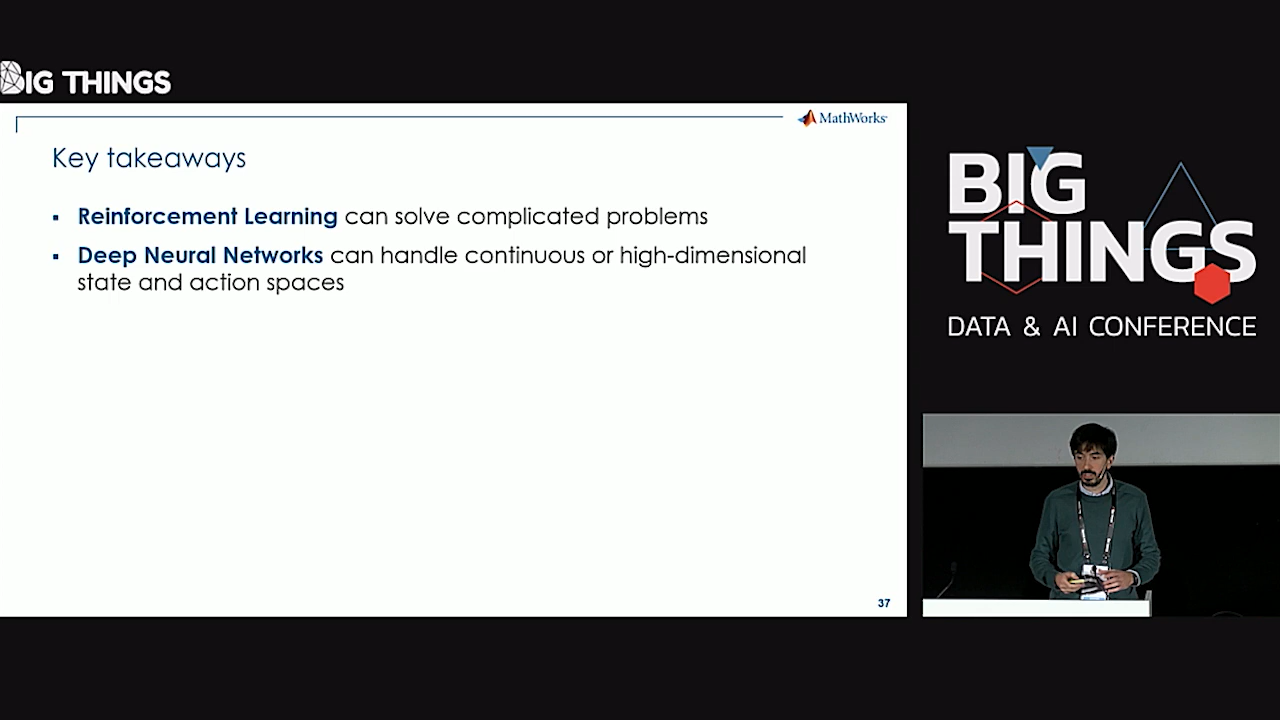 BIG THINGS
MathWorks
Key takeaways
▪ Reinforcement Learning can solve complicated problems
▪ Deep Neural Networks can handle continuous or high-dimensional
state and action spaces
37
BIG
THINGS
DATA & AI CONFERENCE